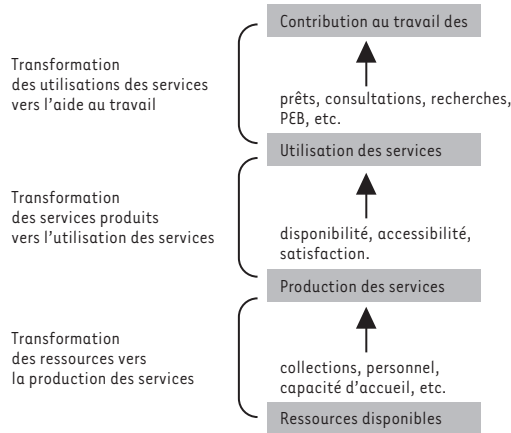 Contribution au travail des
Transformation
des utilisations des services
vers l'aide au travail
prêts, consultations, recherches,
PEB, etc.
Utilisation des services
Transformation
des services produits
vers l'utilisation des services
disponibilité, accessibilité,
satisfaction.
Production des services
Transformation
des ressources vers
la production des services
collections, personnel,
capacité d'accueil, etc.
Ressources disponibles